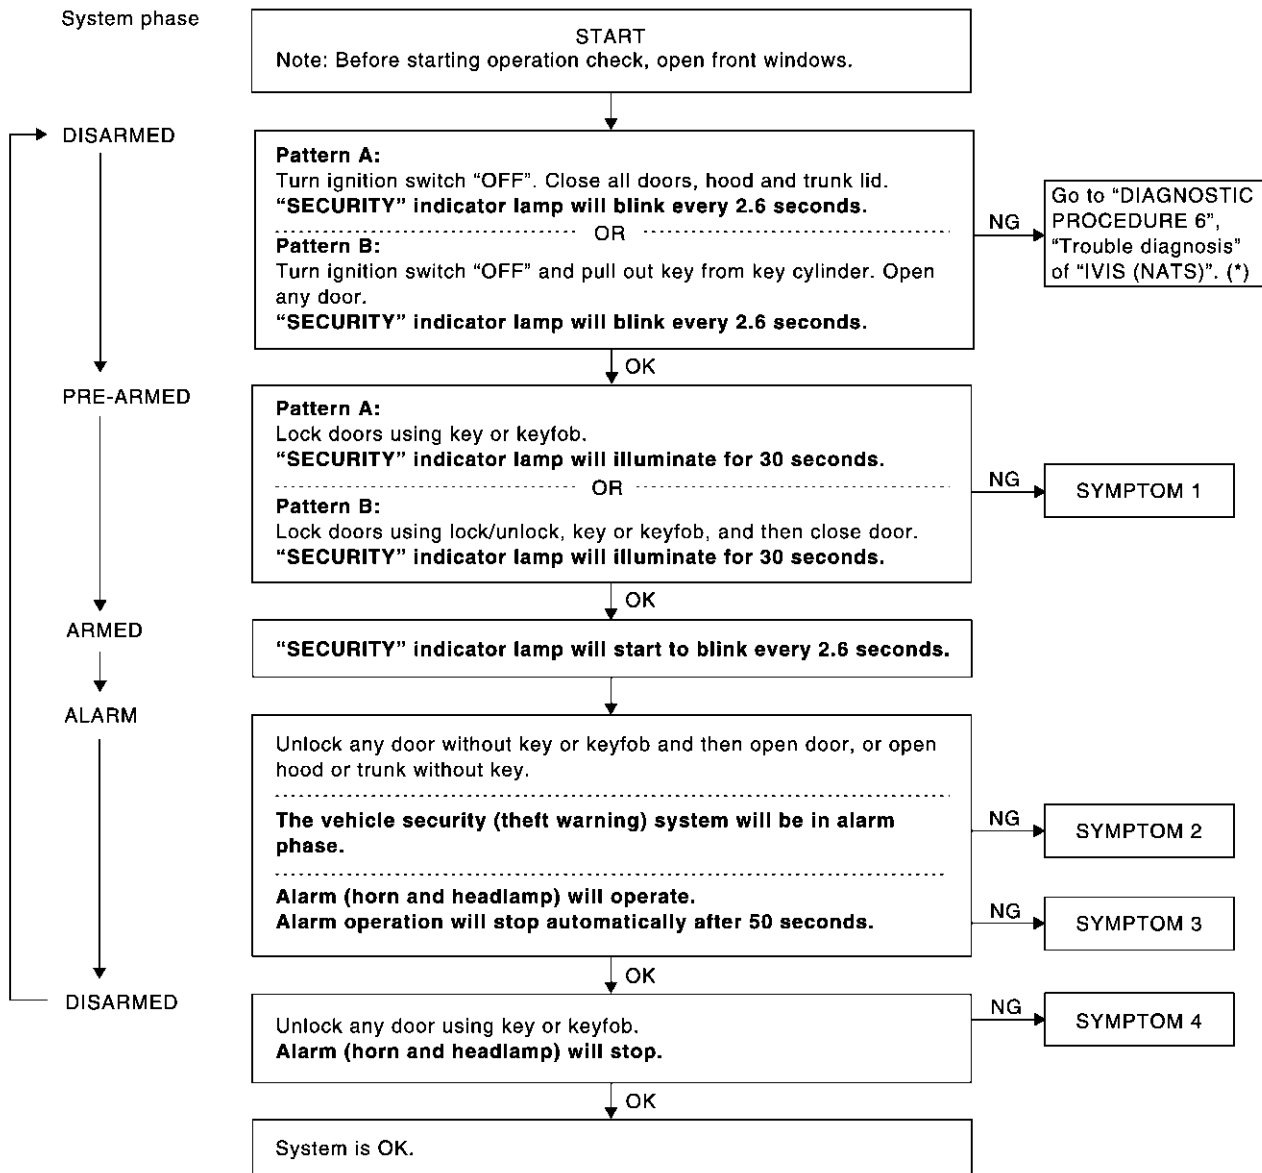 System phase
START
Note: Before starting operation check, open front windows.
DISARMED
Pattern A:
Turn ignition switch “OFF”. Close all doors, hood and trunk lid.
“SECURITY” indicator lamp will blink every 2.6 seconds.
OR
Pattern B:
Turn ignition switch “OFF” and pull out key from key cylinder. Open
any door.
“SECURITY” indicator lamp will blink every 2.6 seconds.
NG
Go to “DIAGNOSTIC
PROCEDURE 6”,
“Trouble diagnosis”
of “IVIS (NATS)”. (*)
OK
PRE-ARMED
Pattern A:
Lock doors using key or keyfob.
“SECURITY” indicator lamp will illuminate for 30 seconds.
OR
Pattern B:
Lock doors using lock/unlock, key or keyfob, and then close door.
“SECURITY” indicator lamp will illuminate for 30 seconds.
NG
SYMPTOM 1
OK
ARMED
“SECURITY” indicator lamp will start to blink every 2.6 seconds.
ALARM
Unlock any door without key or keyfob and then open door, or open
hood or trunk without key.
The vehicle security (theft warning) system will be in alarm
phase.
NG
SYMPTOM 2
Alarm (horn and headlamp) will operate.
Alarm operation will stop automatically after 50 seconds.
NG
SYMPTOM 3
OK
DISARMED
Unlock any door using key or keyfob.
Alarm (horn and headlamp) will stop.
NG
SYMPTOM 4
OK
System is OK.